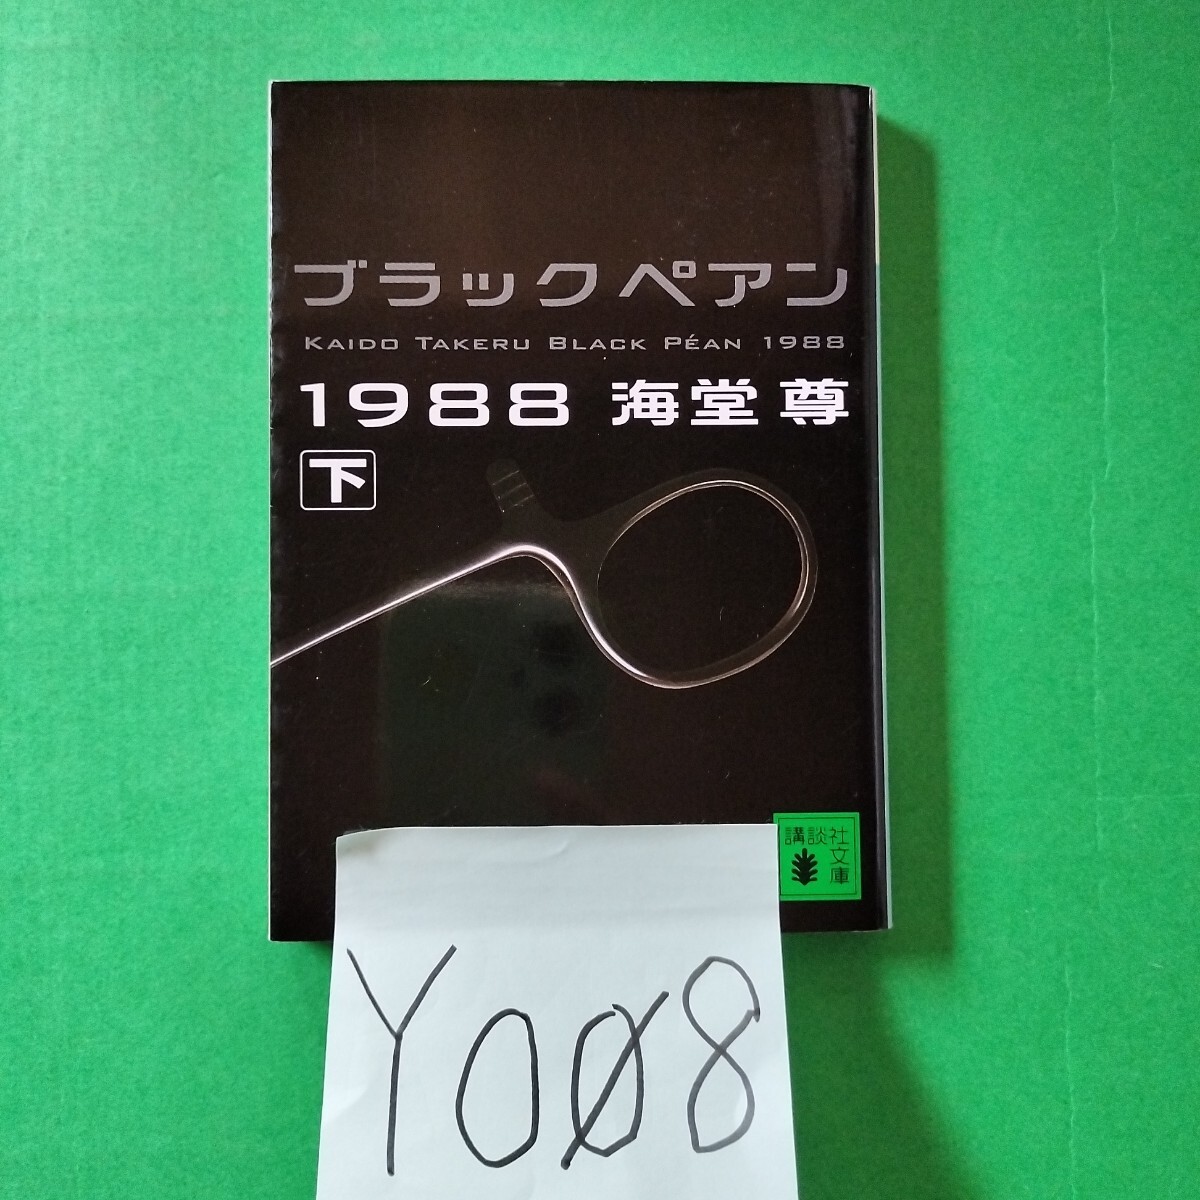 ブラックペアン
KAIDO TAKERU BLACK PÉAN 1988
1988 海堂 尊
下
講談社
文庫
YO08